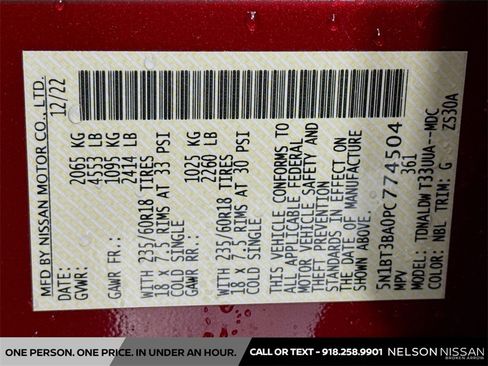 MFD BY NISSAN MOTOR CO., LTD.
DATE: 12/22
GVWR: 2065 KG
4553 LB
GAWR FR.: 1095 KG
2414 LB
WITH 235/60R18 TIRES
18 x 7.5 RIMS AT 33 PSI
COLD SINGLE
GAWR RR.: 1025 KG
2260 LB
WITH 235/60R18 TIRES
18 x 7.5 RIMS AT 30 PSI
COLD SINGLE
THIS VEHICLE CONFORMS TO
ALL APPLICABLE FEDERAL
MOTOR VEHICLE SAFETY AND
THEFT PREVENTION
STANDARDS IN EFFECT ON
THE DATE OF MANUFACTURE
SHOWN ABOVE.
5N1BT3BA0PC774504
MPV 361
MODEL: TDMALDW T33UUA--MDC
COLOR: NBL TRIM: G ZS30A
ONE PERSON. ONE PRICE. IN UNDER AN HOUR.
CALL OR TEXT - 918.258.9901
NELSON NISSAN
BROKEN ARROW